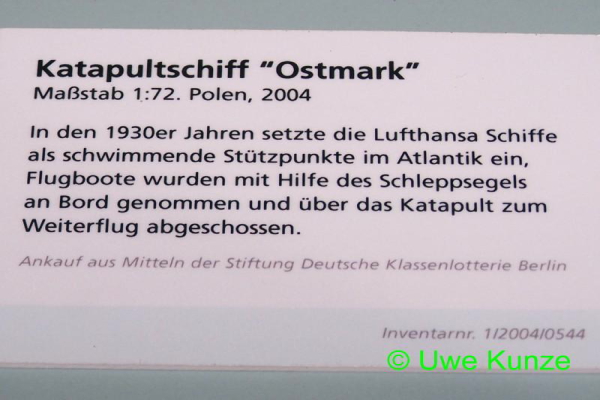 Katapultschiff "Ostmark"
Maßstab 1:72. Polen, 2004
In den 1930er Jahren setzte die Lufthansa Schiffe
als schwimmende Stützpunkte im Atlantik ein,
Flugboote wurden mit Hilfe des Schleppsegels
an Bord genommen und über das Katapult zum
Weiterflug abgeschossen.
Ankauf aus Mitteln der Stiftung Deutsche Klassenlotterie Berlin
Inventarnr. 1/2004/0544
© Uwe Kunze